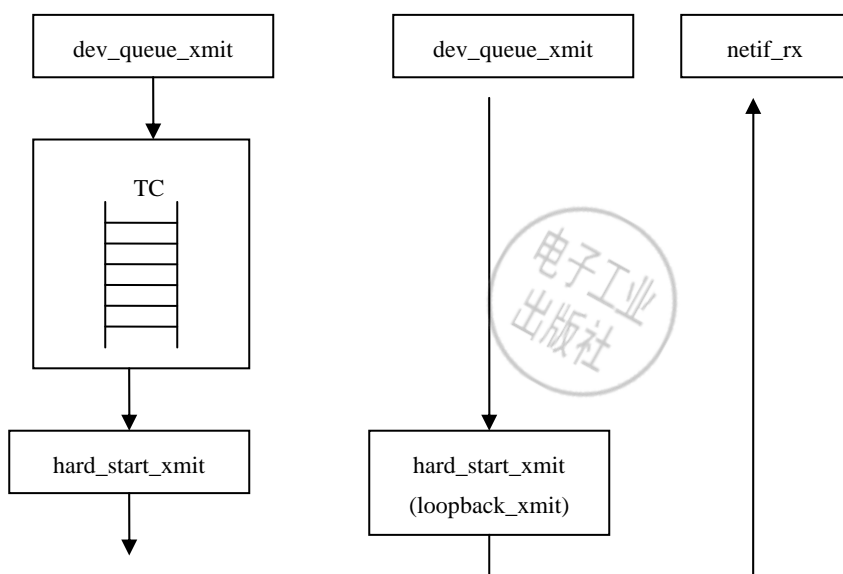 dev_queue_xmit
dev_queue_xmit
netif_rx
TC
电子工业
出版社
hard_start_xmit
hard_start_xmit
(loopback_xmit)